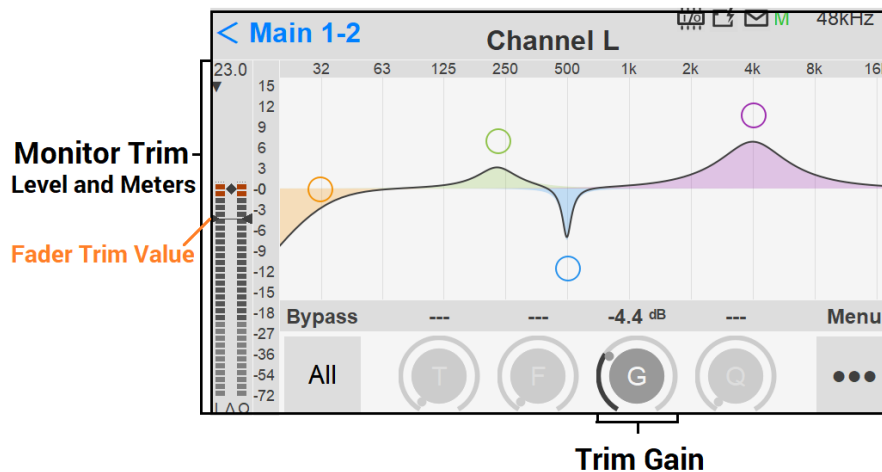 < Main 1-2
Channel L
I/O
M
48kHz
23.0
32 63 125 250 500 1k 2k 4k 8k 16k
15
12
9
6
3
-0
-3
-6
-9
-12
-15
-18
-27
-36
-54
-72
Monitor Trim
Level and Meters
Fader Trim Value
Bypass --- --- -4.4 dB --- Menu
All T F G Q •••
Trim Gain